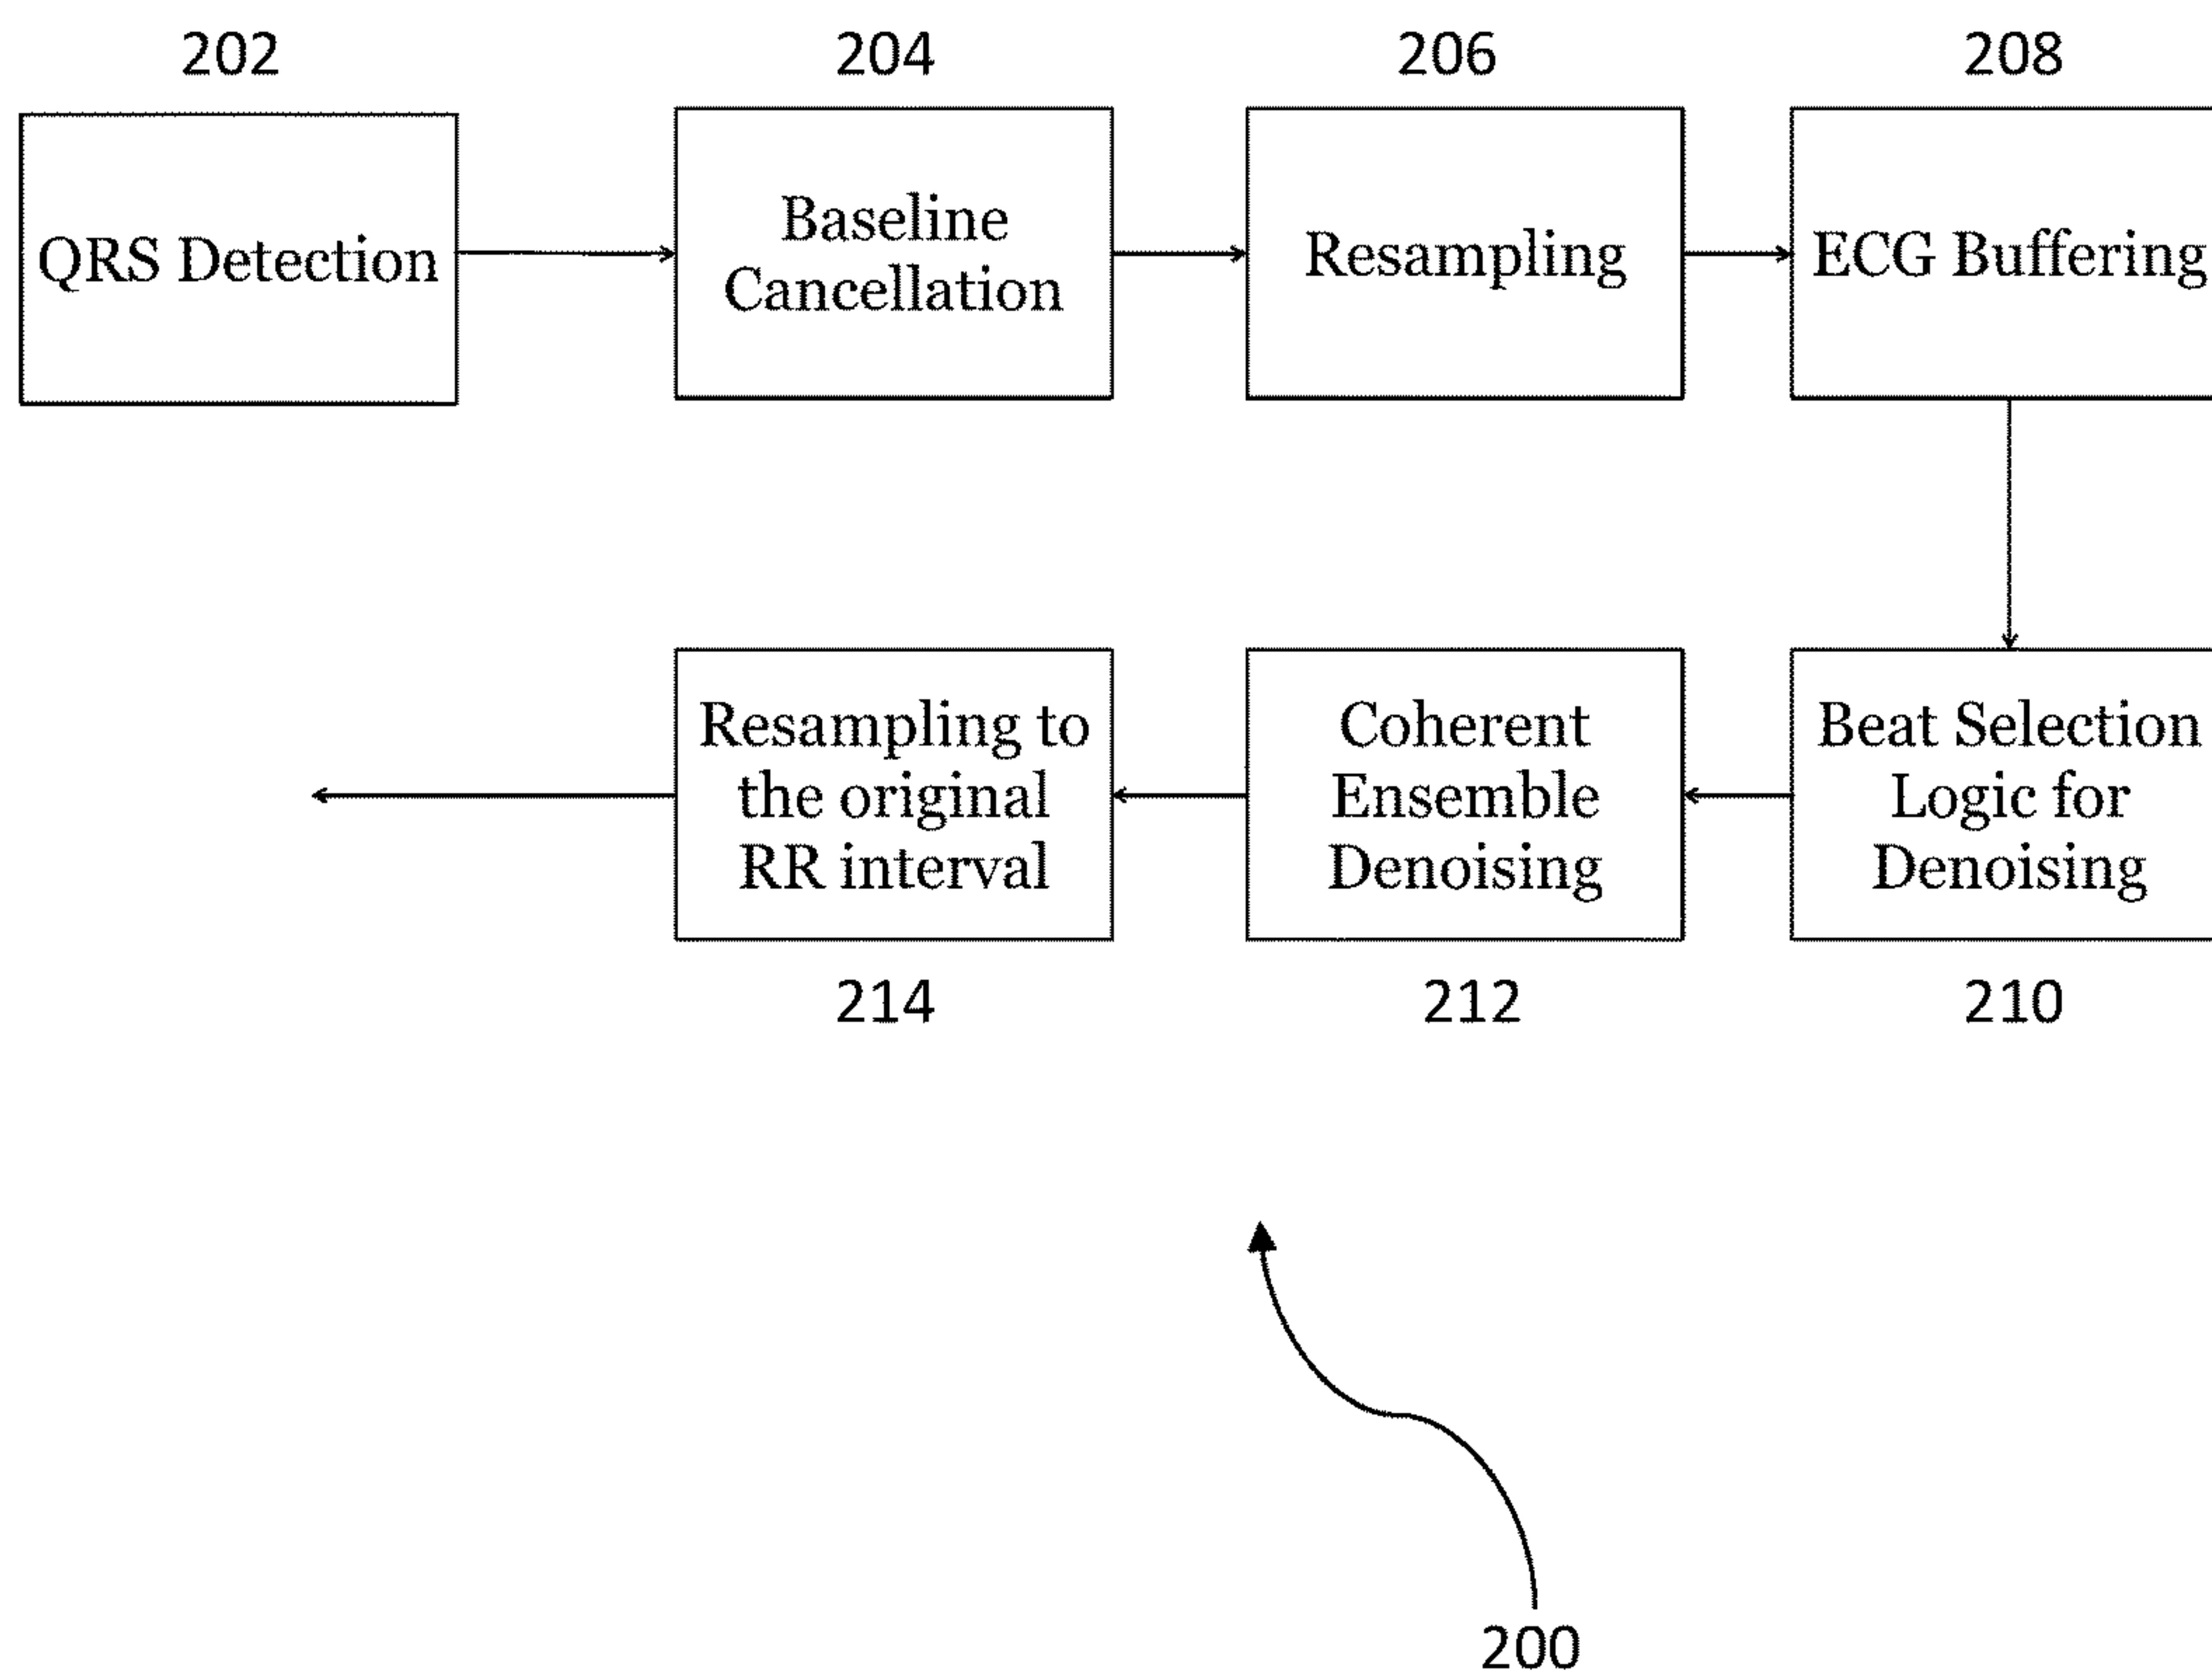 202
204
206
208
QRS Detection
Baseline
Cancellation
Resampling
ECG Buffering
Resampling to
the original
RR interval
Coherent
Ensemble
Denoising
Beat Selection
Logic for
Denoising
214
212
210
200